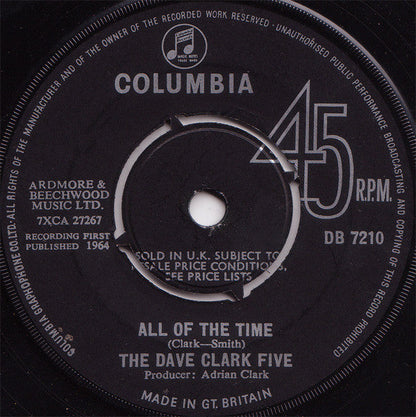 ALL RIGHTS OF THE MANUFACTURER AND OF THE OWNER OF THE RECORDED WORK RESERVED · UNAUTHORISED PUBLIC PERFORMANCE BROADCASTING AND COPYING OF THIS RECORD PROHIBITED
COLUMBIA GRAPHOPHONE CO. LTD.
COLUMBIA
45
R.P.M.
ARDMORE &
BEECHWOOD
MUSIC LTD.
7XCA 27267
RECORDING FIRST
PUBLISHED 1964
DB 7210
SOLD IN U.K. SUBJECT TO
PRICE CONDITIONS,
PRICE LISTS
ALL OF THE TIME
(Clark—Smith)
THE DAVE CLARK FIVE
Producer: Adrian Clark
MADE IN GT. BRITAIN